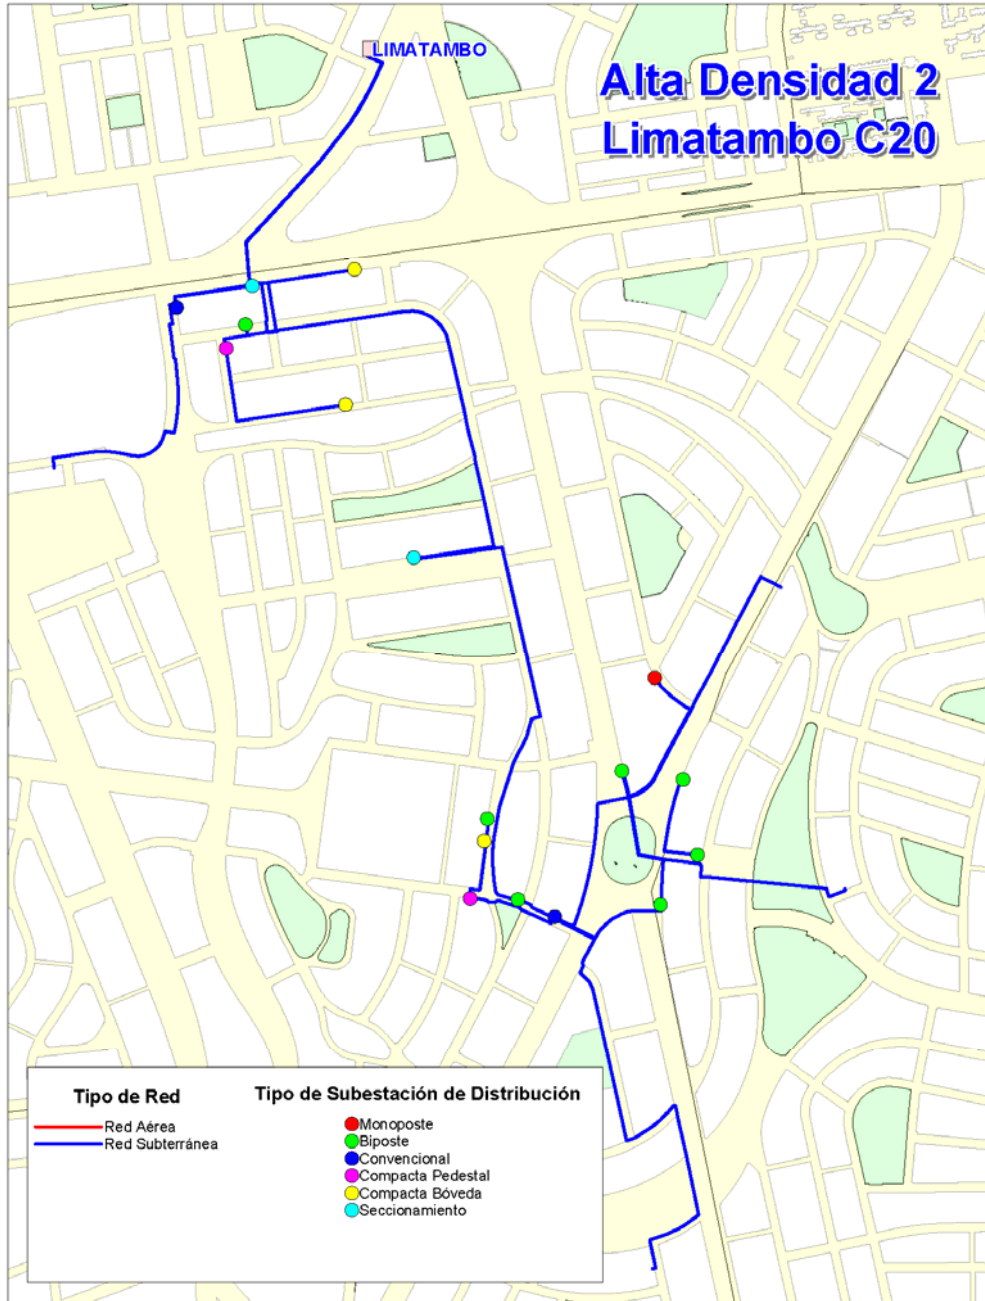 LIMATAMBO
Alta Densidad 2
Limatambo C20
Tipo de Red
Red Aérea
Red Subterránea
Tipo de Subestación de Distribución
Monoposte
Biposte
Convencional
Compacta Pedestal
Compacta Bóveda
Seccionamiento